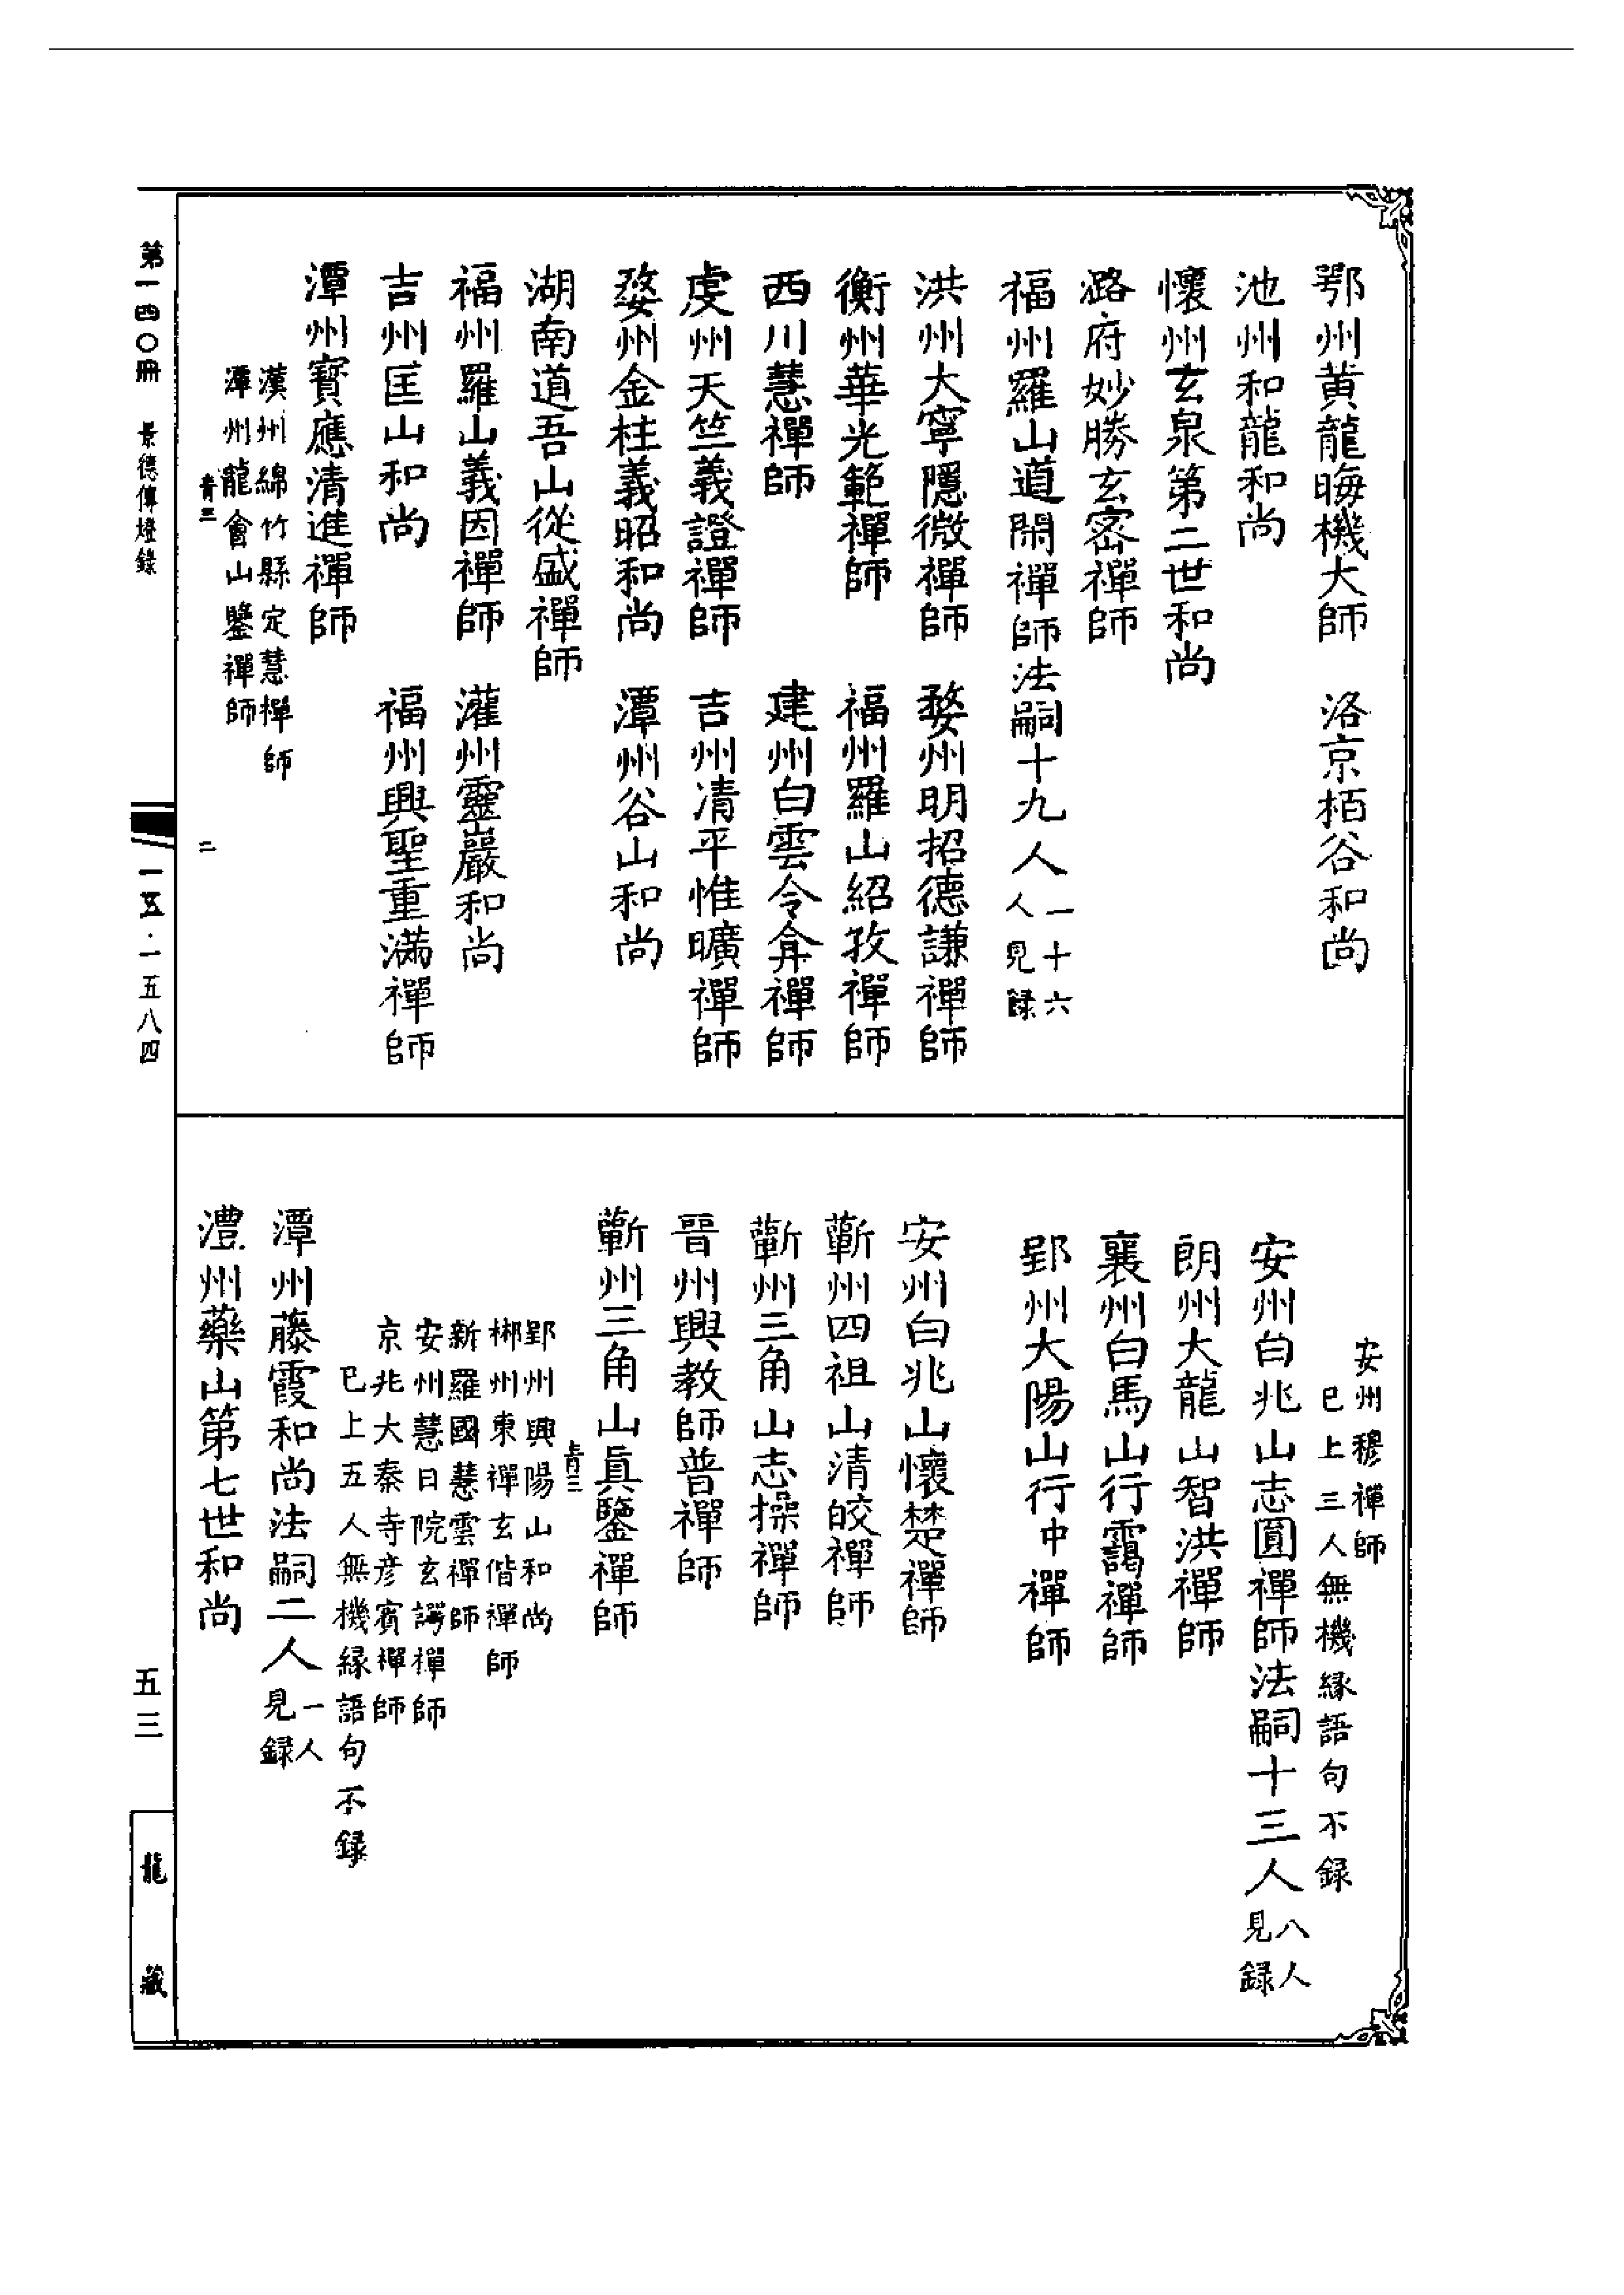 鄂州黄龍晦機大師　洛京栢谷和尚
池州和龍和尚
懷州玄泉第二世和尚
潞府妙勝玄密禪師
福州羅山道閑禪師法嗣十九人一十六人見録
洪州大寧隱微禪師　婺州明招德謙禪師
衡州華光範禪師　福州羅山紹孜禪師
西川慧禪師　建州白雲令弇禪師
虔州天竺義證禪師　吉州清平惟曠禪師
婺州金柱義昭和尚　潭州谷山和尚
湖南道吾山從盛禪師
福州羅山義因禪師　灌州靈巖和尚
吉州匡山和尚　福州興聖重滿禪師
潭州寶應清進禪師
漢州綿竹縣定慧禪師
潭州龍會山鑒禪師
青三　二
安州穆禪師
已上三人無機緣語句不録
安州白兆山志圓禪師法嗣十三人八人見録
朗州大龍山智洪禪師
襄州白馬山行靄禪師
郢州大陽山行冲禪師
安州白兆山懷楚禪師
蘄州四祖山清皎禪師
蘄州三角山志操禪師
晉州興教師普禪師
蘄州三角山真鑒禪師
青三
郢州興陽山和尚
郴州東禪玄偕禪師
新羅國慧雲禪師
安州慧日院玄諤禪師
京兆大秦寺彦賓禪師
已上五人無機緣語句不録
潭州藤霞和尚法嗣二人一人見録
澧州藥山第七世和尚
第一四〇冊　景德傳燈錄
一五五·一五八四
五三
龍藏